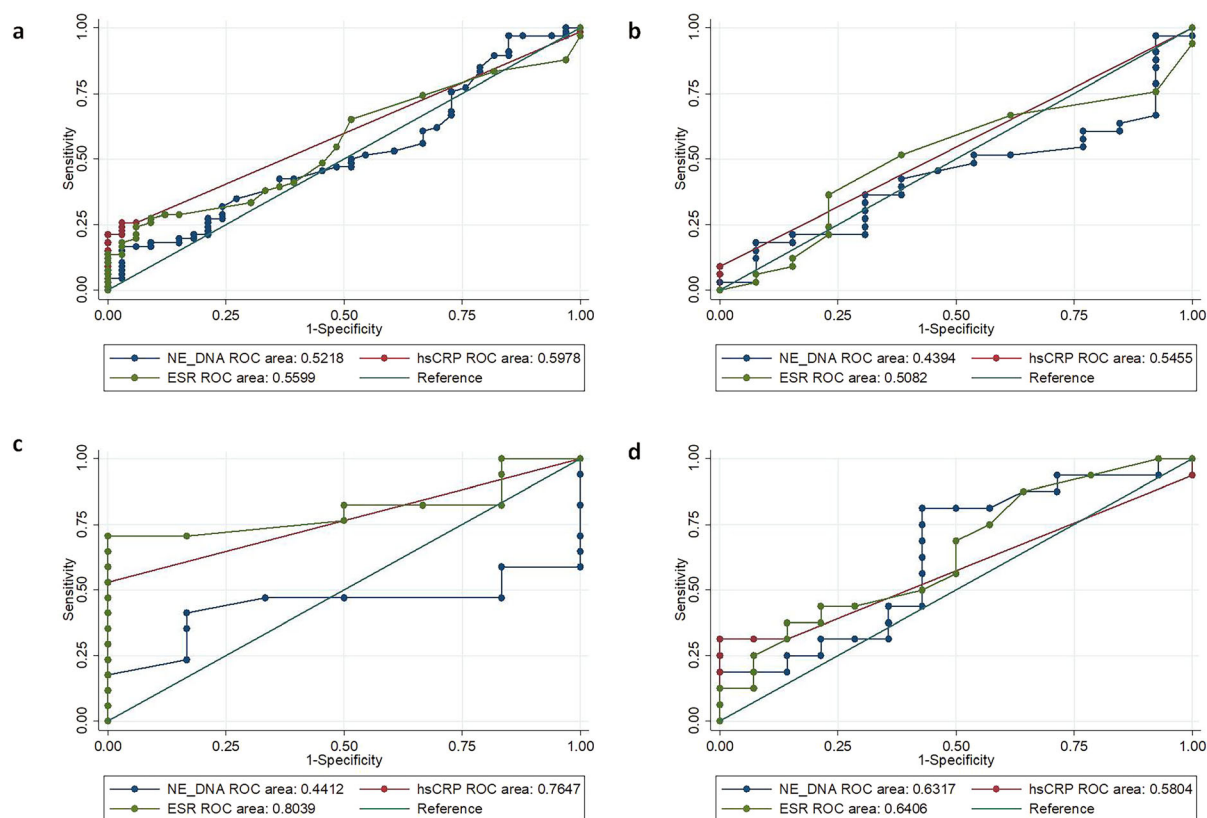 a
Sensitivity
1.00
0.75
0.50
0.25
0.00
0.00 0.25 0.50 0.75 1.00
1-Specificity
NE_DNA ROC area: 0.5218 hsCRP ROC area: 0.5978
ESR ROC area: 0.5599 Reference
b
Sensitivity
1.00
0.75
0.50
0.25
0.00
0.00 0.25 0.50 0.75 1.00
1-Specificity
NE_DNA ROC area: 0.4394 hsCRP ROC area: 0.5455
ESR ROC area: 0.5082 Reference
c
Sensitivity
1.00
0.75
0.50
0.25
0.00
0.00 0.25 0.50 0.75 1.00
1-Specificity
NE_DNA ROC area: 0.4412 hsCRP ROC area: 0.7647
ESR ROC area: 0.8039 Reference
d
Sensitivity
1.00
0.75
0.50
0.25
0.00
0.00 0.25 0.50 0.75 1.00
1-Specificity
NE_DNA ROC area: 0.6317 hsCRP ROC area: 0.5804
ESR ROC area: 0.6406 Reference